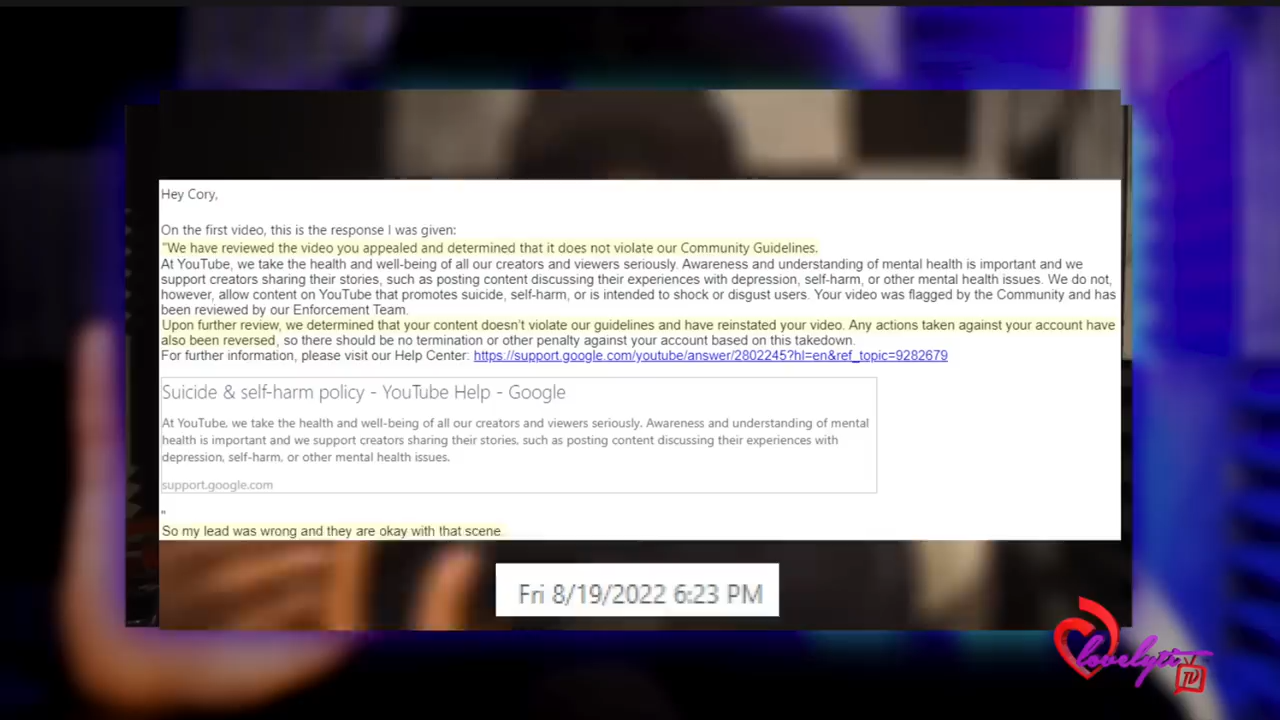 Hey Cory,
On the first video, this is the response I was given:
"We have reviewed the video you appealed and determined that it does not violate our Community Guidelines.
At YouTube, we take the health and well-being of all our creators and viewers seriously. Awareness and understanding of mental health is important and we
support creators sharing their stories, such as posting content discussing their experiences with depression, self-harm, or other mental health issues. We do not,
however, allow content on YouTube that promotes suicide, self-harm, or is intended to shock or disgust users. Your video was flagged by the Community and has
been reviewed by our Enforcement Team.
Upon further review, we determined that your content doesn't violate our guidelines and have reinstated your video. Any actions taken against your account have
also been reversed, so there should be no termination or other penalty against your account based on this takedown.
For further information, please visit our Help Center: https://support.google.com/youtube/answer/2802245?hl=en&ref_topic=9282679
Suicide & self-harm policy - YouTube Help - Google
At YouTube, we take the health and well-being of all our creators and viewers seriously. Awareness and understanding of mental
health is important and we support creators sharing their stories, such as posting content discussing their experiences with
depression, self-harm, or other mental health issues.
support.google.com
"
So my lead was wrong and they are okay with that scene
Fri 8/19/2022 6:23 PM
lovelyti
TV